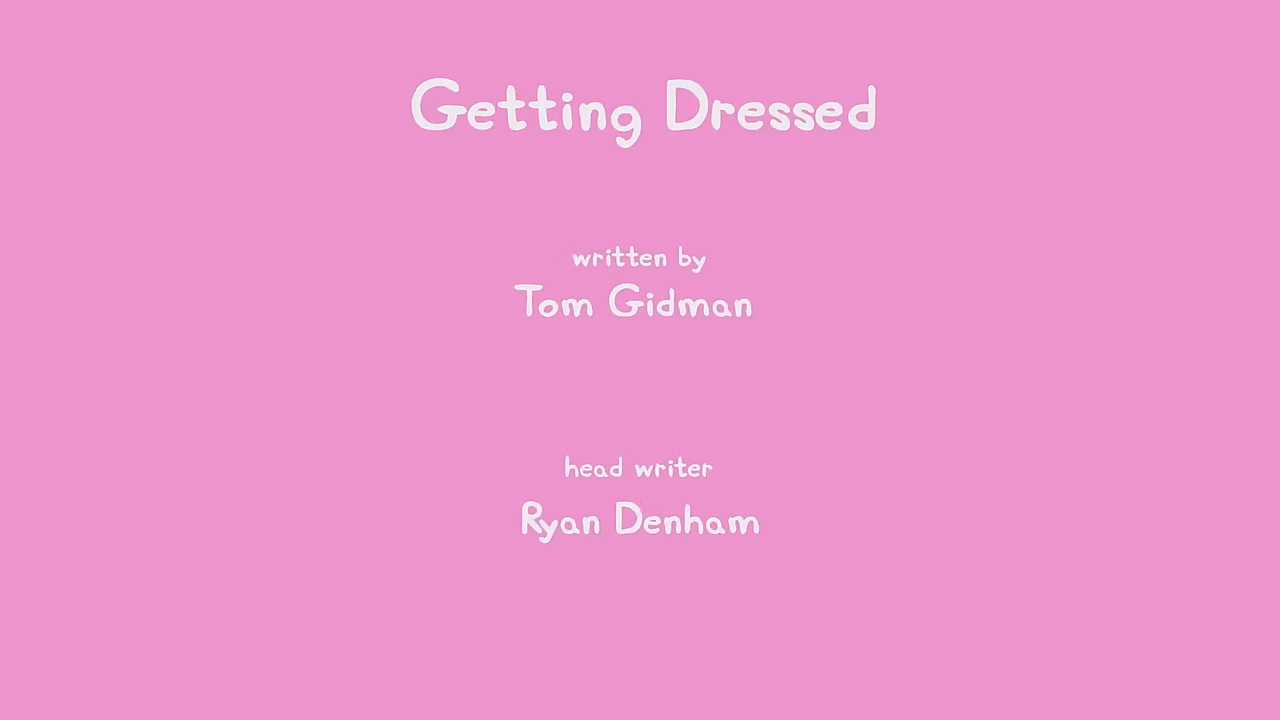 Getting Dressed
written by
Tom Gidman
head writer
Ryan Denham